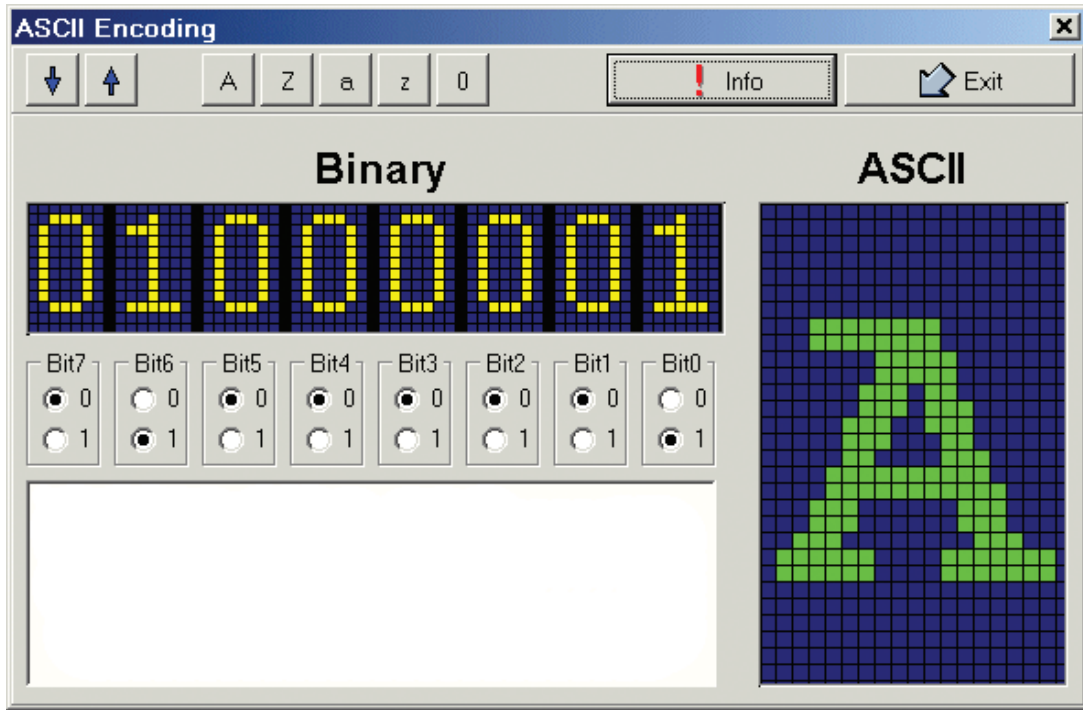 ASCII Encoding
A Z a z 0 Info Exit
Binary ASCII
01000001
A
Bit7 Bit6 Bit5 Bit4 Bit3 Bit2 Bit1 Bit0
0 0 0 0 0 0 0 0
1 1 1 1 1 1 1 1